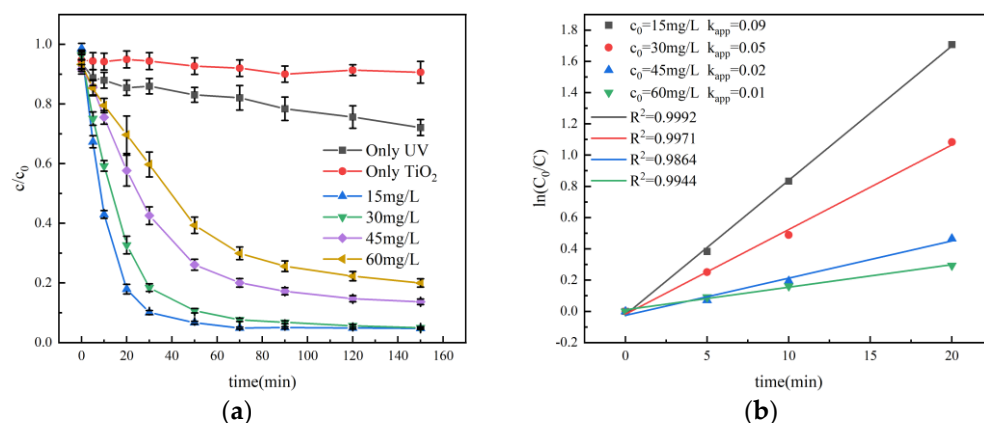 c/c₀
1.0
0.8
0.6
0.4
0.2
0.0
0 20 40 60 80 100 120 140 160
time(min)
Only UV
Only TiO₂
15mg/L
30mg/L
45mg/L
60mg/L
(a)
ln(C₀/C)
1.8
1.6
1.4
1.2
1.0
0.8
0.6
0.4
0.2
0.0
-0.2
0 5 10 15 20
time(min)
c₀=15mg/L kapp=0.09
c₀=30mg/L kapp=0.05
c₀=45mg/L kapp=0.02
c₀=60mg/L kapp=0.01
R²=0.9992
R²=0.9971
R²=0.9864
R²=0.9944
(b)